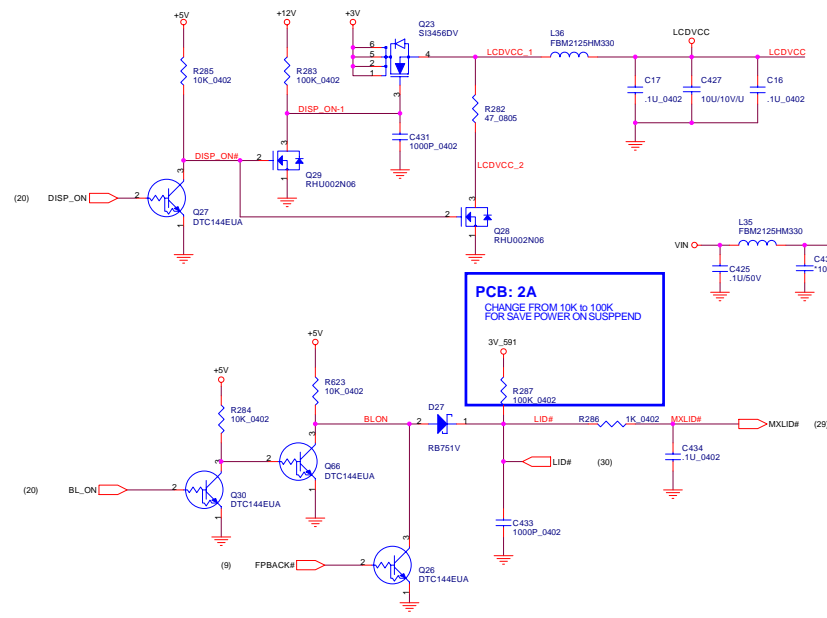 +5V
+12V
+3V
Q23
SI3456DV
L36
FBM2125HM330
LCDVCC
R285
10K_0402
R283
100K_0402
6
5
2
1
4
3
LCDVCC_1
LCDVCC
C17
.1U_0402
C427
10U/10V/U
C16
.1U_0402
DISP_ON-1
R282
47_0805
C431
1000P_0402
3
DISP_ON#
2
3
1
Q29
RHU002N06
LCDVCC_2
(20)
DISP_ON
2
3
1
Q27
DTC144EUA
2
3
1
Q28
RHU002N06
L35
FBM2125HM330
VIN
C425
.1U/50V
C43
*10
PCB: 2A
CHANGE FROM 10K to 100K
FOR SAVE POWER ON SUSPPEND
3V_591
R287
100K_0402
+5V
+5V
R623
10K_0402
R284
10K_0402
BLON
D27
2
1
RB751V
LID#
R286
1K_0402
MXLID#
MXLID#
(29)
C434
.1U_0402
LID#
(30)
3
2
1
Q66
DTC144EUA
(20)
BL_ON
2
3
1
Q30
DTC144EUA
C433
1000P_0402
(9)
FPBACK#
2
3
1
Q26
DTC144EUA